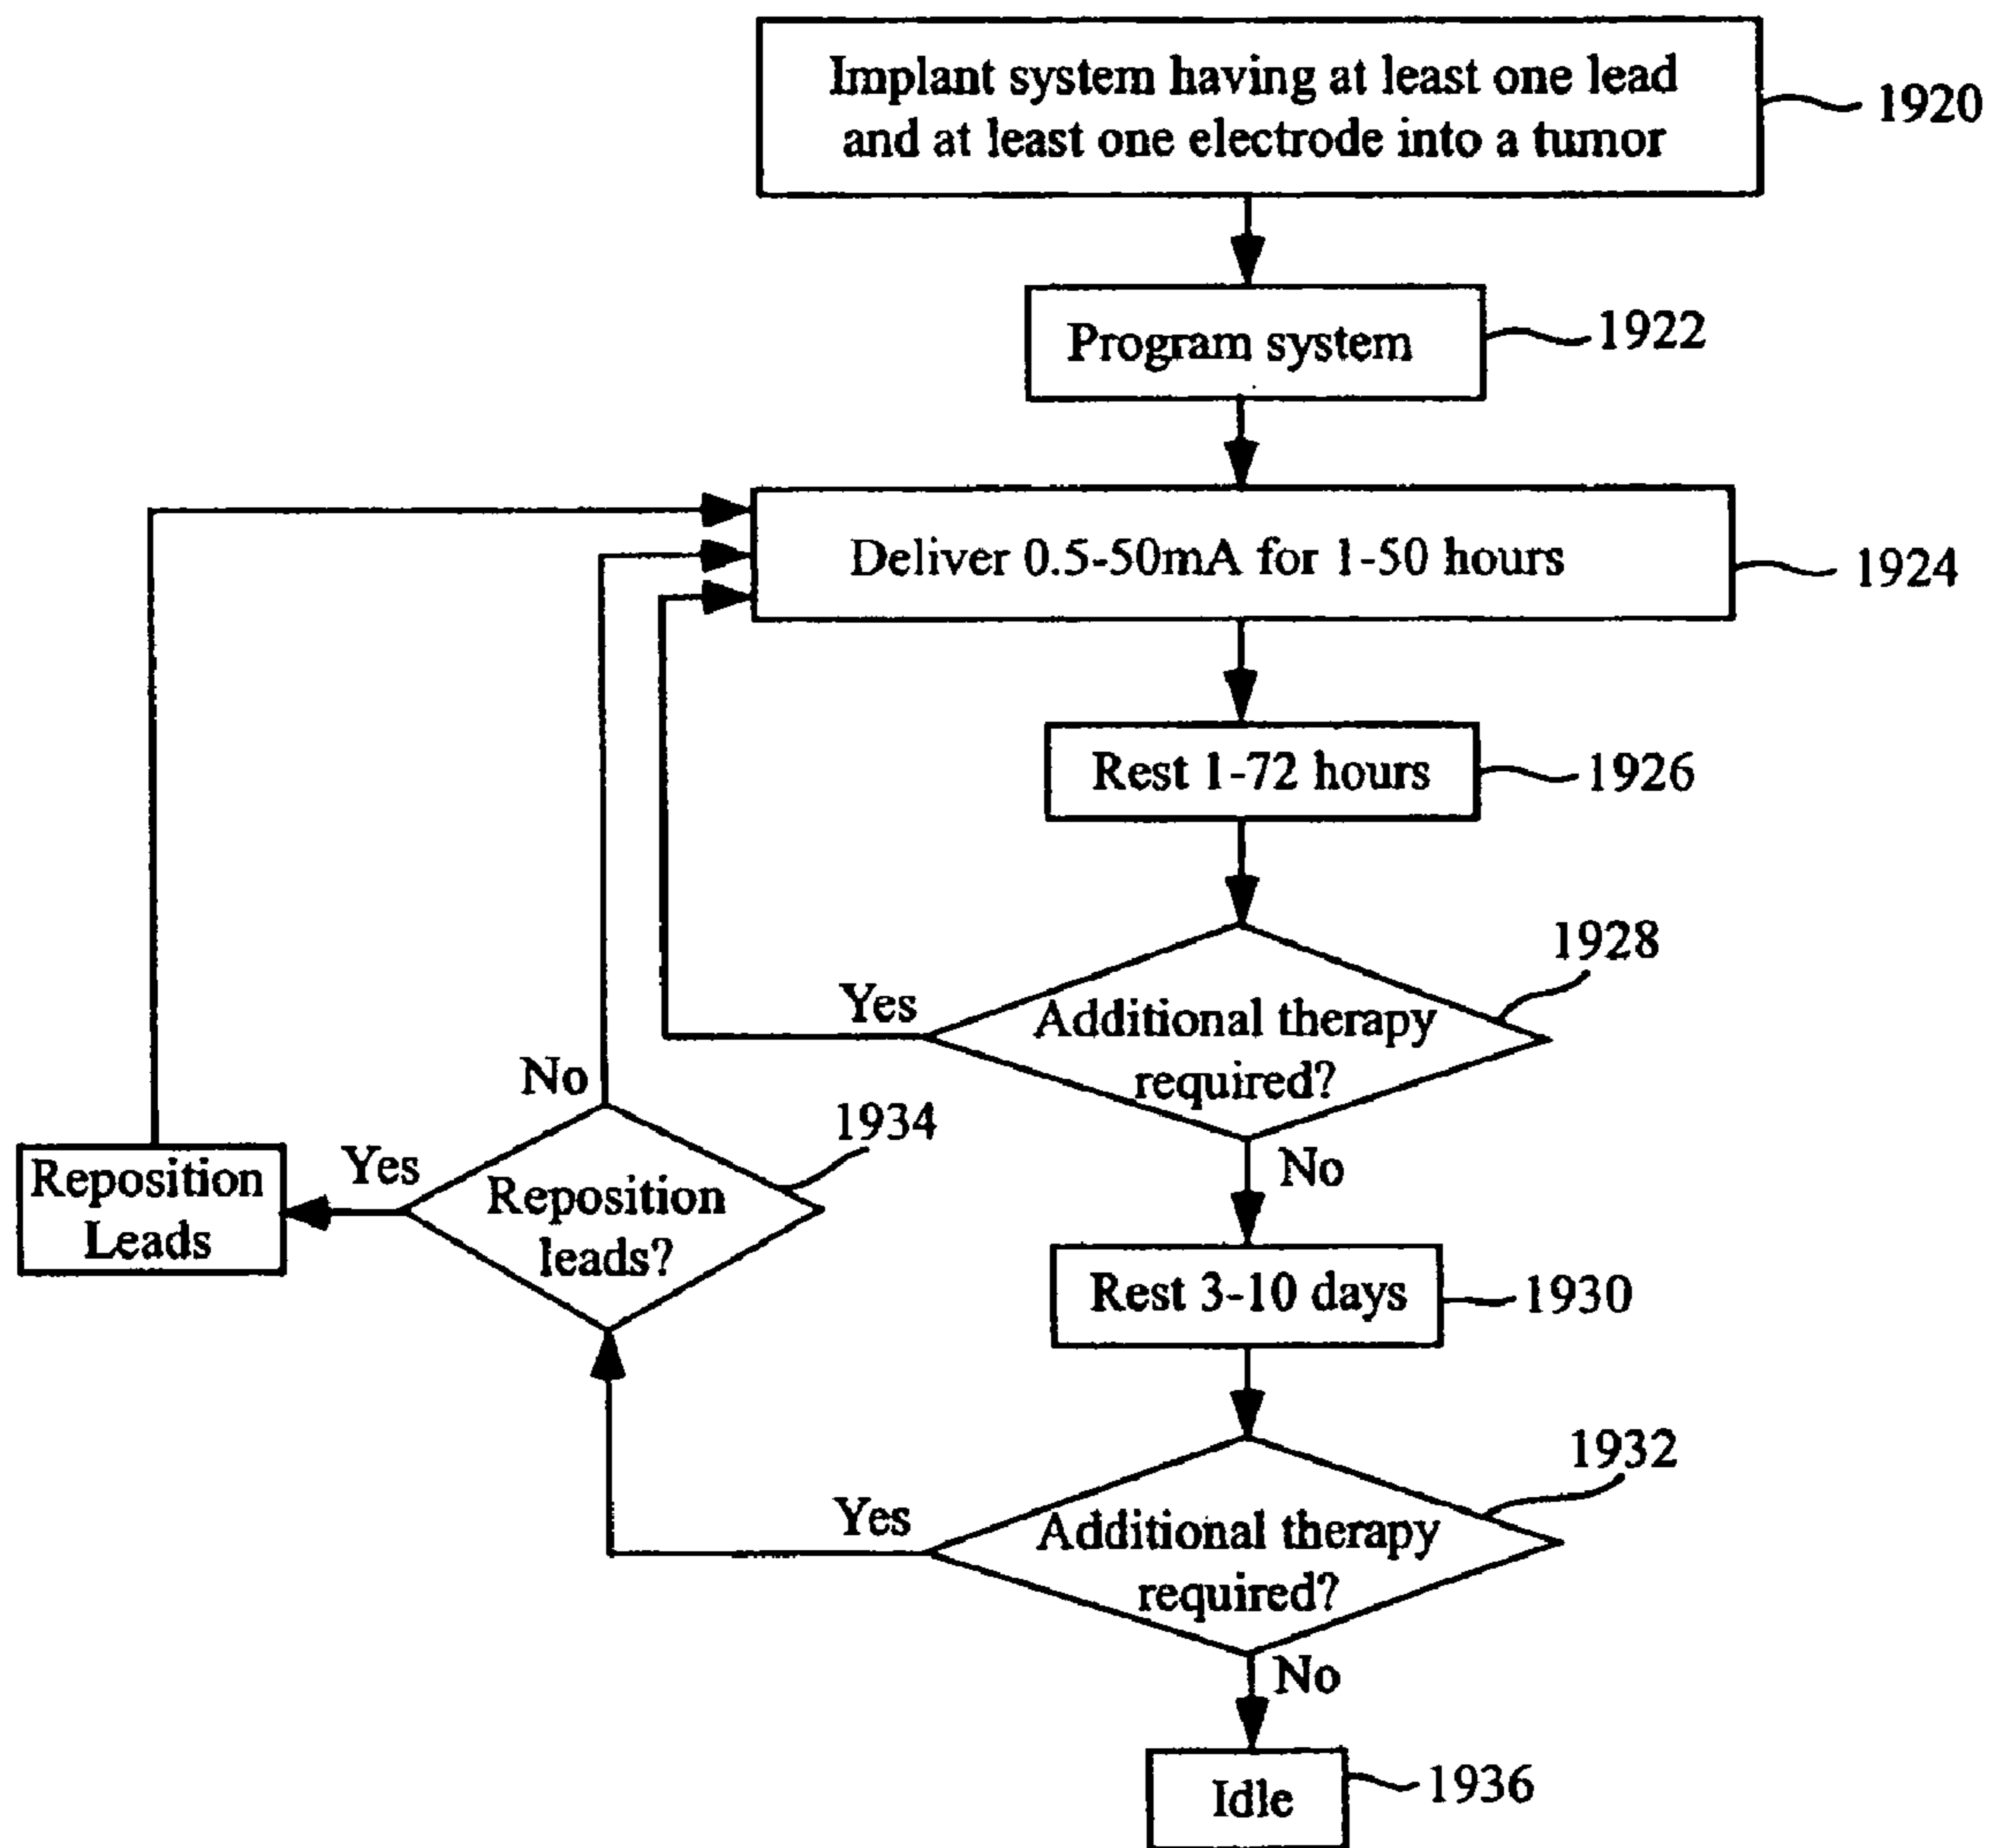 Implant system having at least one lead
and at least one electrode into a tumor
1920
Program system
1922
Deliver 0.5-50mA for 1-50 hours
1924
Rest 1-72 hours
1926
1928
Yes
Additional therapy
required?
No
No
1934
Reposition
Leads
Yes
Reposition
leads?
Rest 3-10 days
1930
1932
Yes
Additional therapy
required?
No
Idle
1936